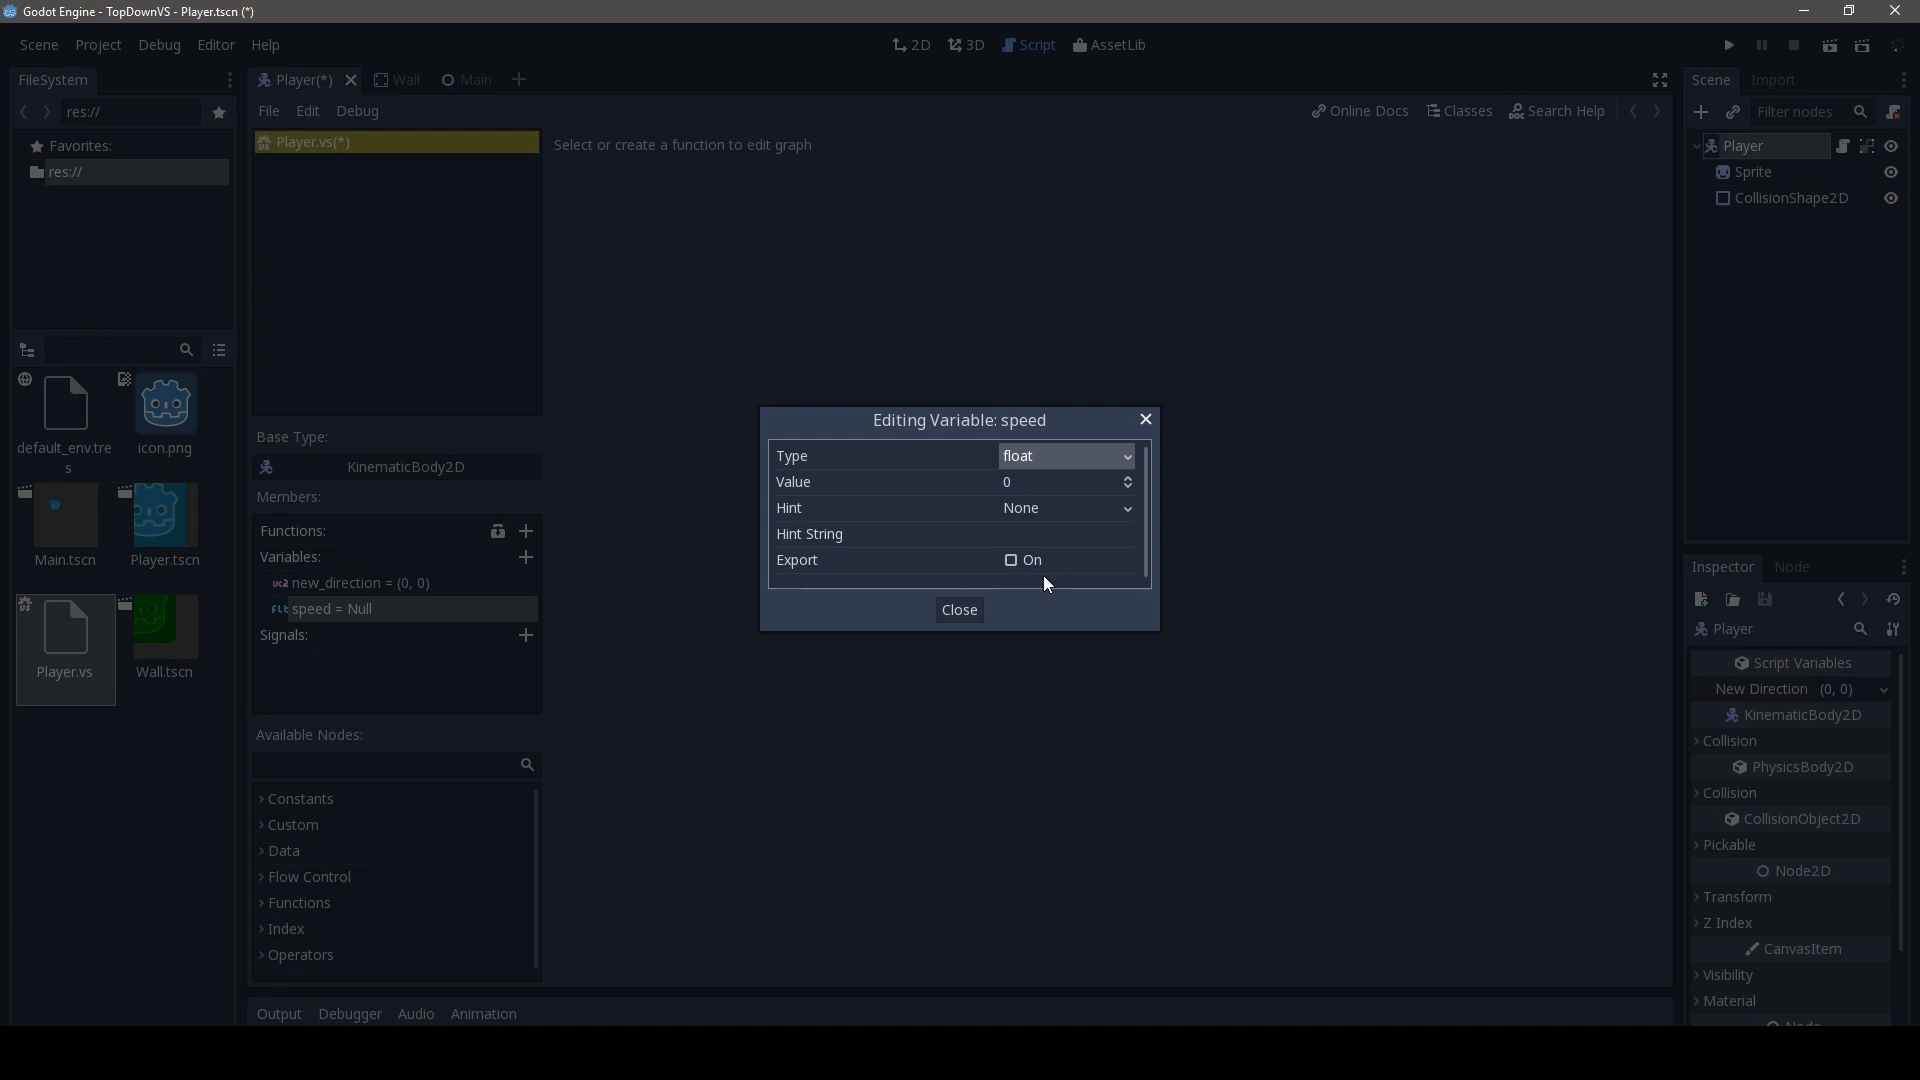 Godot Engine - TopDownVS - Player.tscn (*)
Scene Project Debug Editor Help
2D 3D Script AssetLib
FileSystem
Player(*) Wall Main
Scene Import
res://
File Edit Debug
Online Docs Classes Search Help
Filter nodes
Favorites:
res://
Player.vs(*)
Select or create a function to edit graph
Player
Sprite
CollisionShape2D
default_env.tre
s
icon.png
Main.tscn
Player.tscn
Player.vs
Wall.tscn
Base Type:
KinematicBody2D
Members:
Functions:
Variables:
new_direction = (0, 0)
speed = Null
Signals:
Available Nodes:
Constants
Custom
Data
Flow Control
Functions
Index
Operators
Editing Variable: speed
Type float
Value 0
Hint None
Hint String
Export On
Close
Inspector Node
Player
Script Variables
New Direction (0, 0)
KinematicBody2D
Collision
PhysicsBody2D
Collision
CollisionObject2D
Pickable
Node2D
Transform
Z Index
CanvasItem
Visibility
Material
Node
Output Debugger Audio Animation